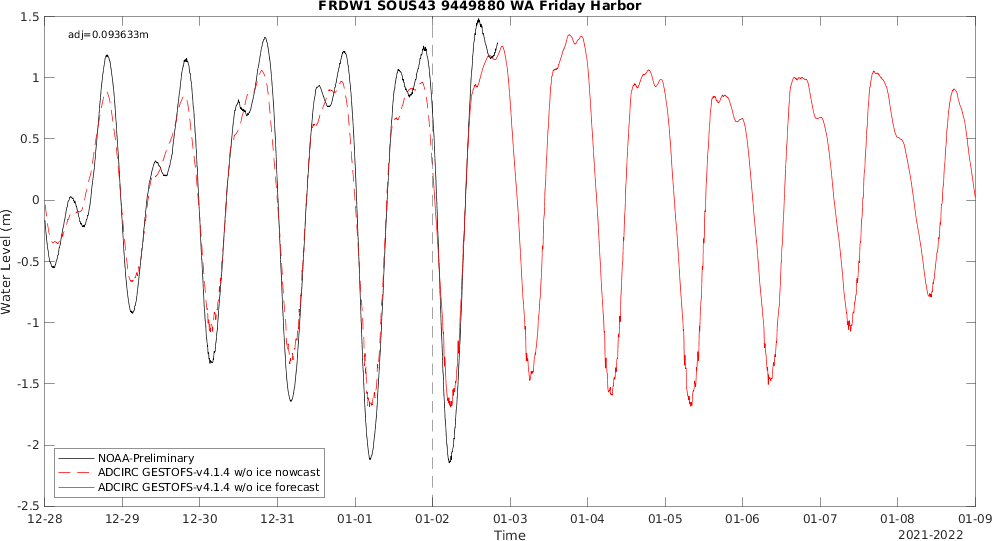 FRDW1 SOUS43 9449880 WA Friday Harbor
adj=0.093633m
1.5
1
0.5
0
-0.5
-1
-1.5
-2
-2.5
Water Level (m)
NOAA-Preliminary
ADCIRC GESTOFS-v4.1.4 w/o ice nowcast
ADCIRC GESTOFS-v4.1.4 w/o ice forecast
12-28 12-29 12-30 12-31 01-01 01-02 01-03 01-04 01-05 01-06 01-07 01-08 01-09
Time
2021-2022